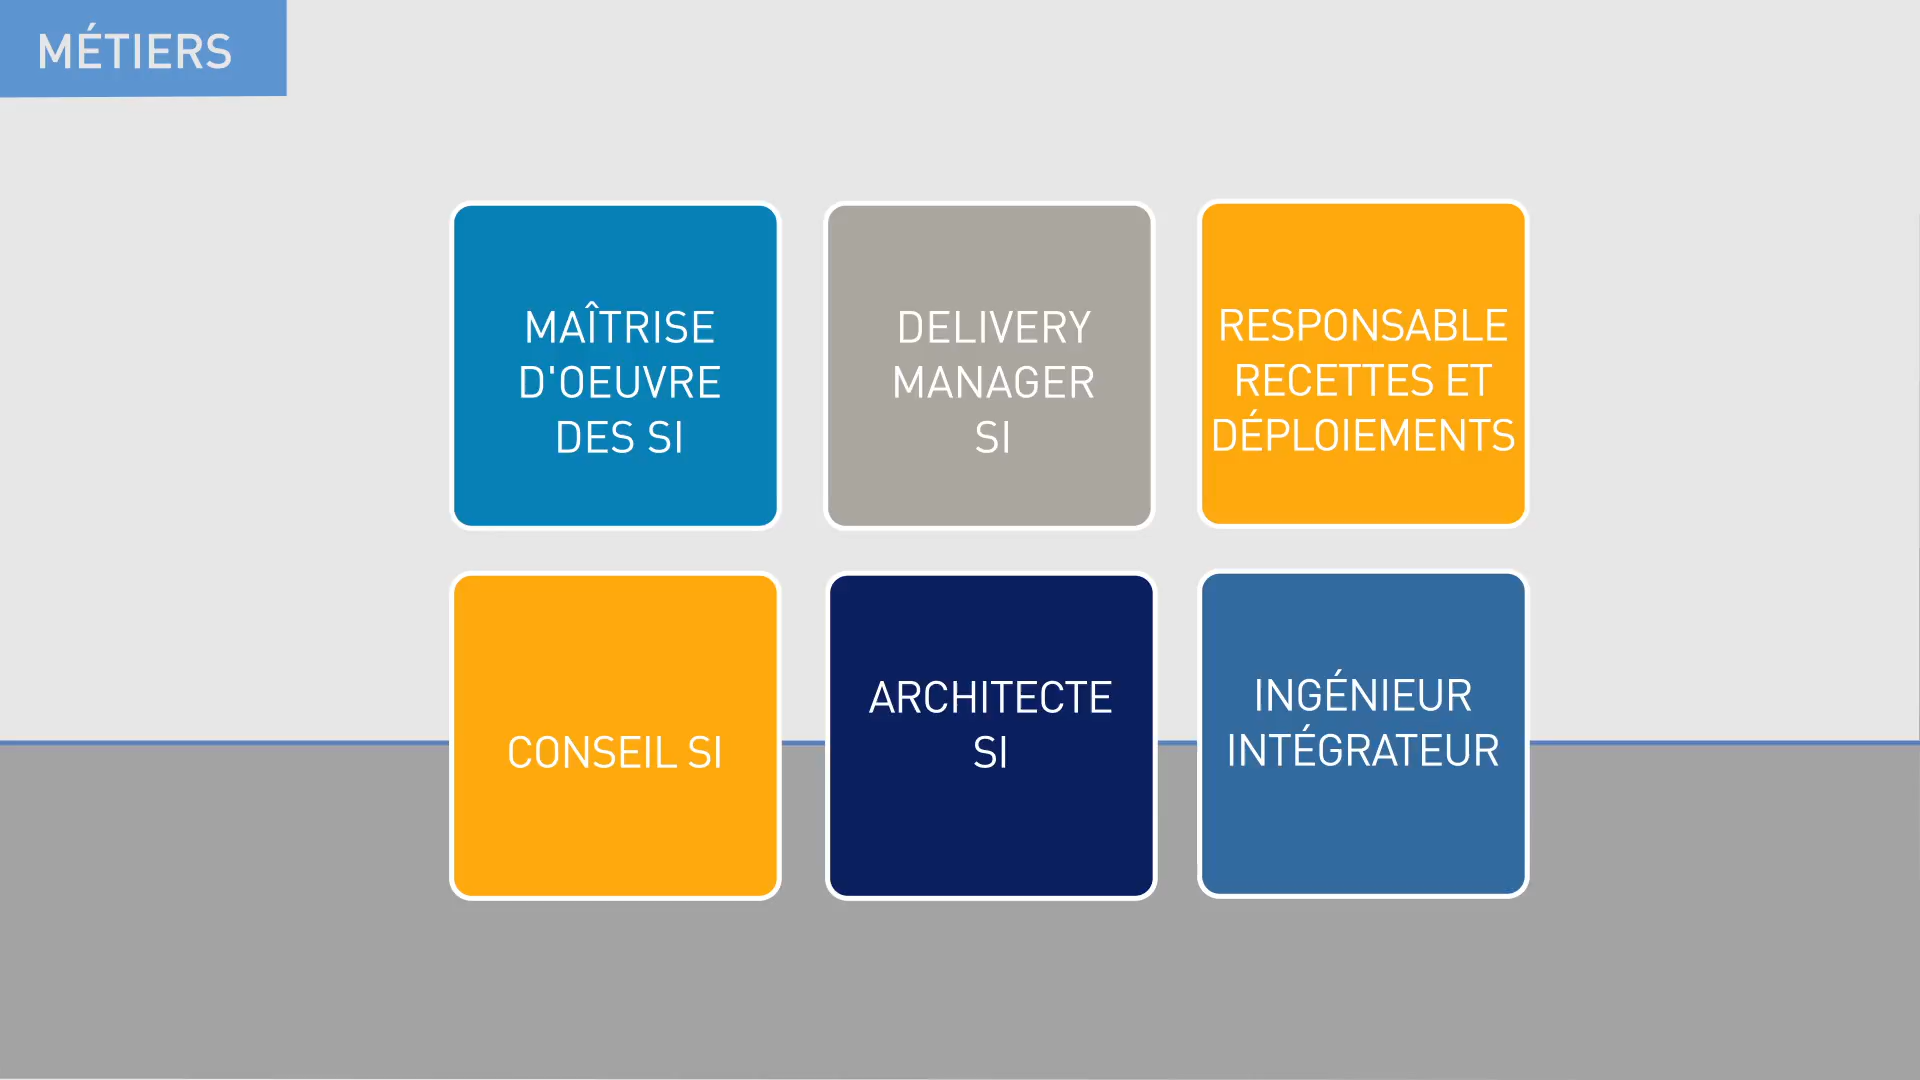 MÉTIERS
MAÎTRISE
D'OEUVRE
DES SI
DELIVERY
MANAGER
SI
RESPONSABLE
RECETTES ET
DÉPLOIEMENTS
CONSEIL SI
ARCHITECTE
SI
INGÉNIEUR
INTÉGRATEUR